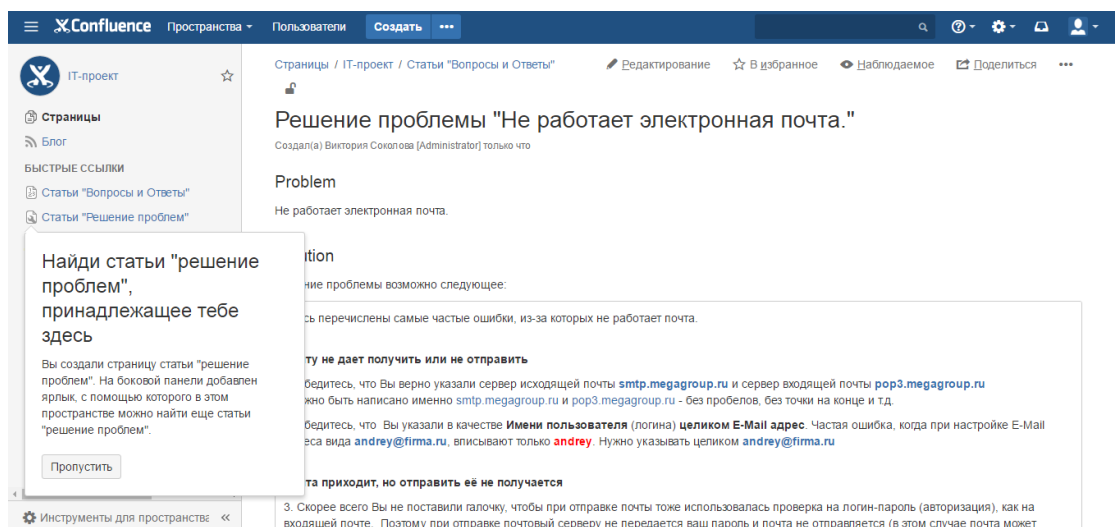 Confluence Пространства Пользователи Создать
IT-проект
Страницы
Блог
БЫСТРЫЕ ССЫЛКИ
Статьи "Вопросы и Ответы"
Статьи "Решение проблем"
Найди статьи "решение
проблем",
принадлежащее тебе
здесь
Вы создали страницу статьи "решение
проблем". На боковой панели добавлен
ярлык, с помощью которого в этом
пространстве можно найти еще статьи
"решение проблем".
Пропустить
Инструменты для пространства
Страницы / IT-проект / Статьи "Вопросы и Ответы" Редактирование В избранное Наблюдаемое Поделиться
Решение проблемы "Не работает электронная почта."
Создал(а) Виктория Соколова [Administrator] только что
Problem
Не работает электронная почта.
ution
ние проблемы возможно следующее:
сь перечислены самые частые ошибки, из-за которых не работает почта.
ту не дает получить или не отправить
бедитесь, что Вы верно указали сервер исходящей почты smtp.megagroup.ru и сервер входящей почты pop3.megagroup.ru
жно быть написано именно smtp.megagroup.ru и pop3.megagroup.ru - без пробелов, без точки на конце и т.д.
бедитесь, что Вы указали в качестве Имени пользователя (логина) целиком E-Mail адрес. Частая ошибка, когда при настройке E-Mail
еса вида andrey@firma.ru, вписывают только andrey. Нужно указывать целиком andrey@firma.ru
та приходит, но отправить её не получается
3. Скорее всего Вы не поставили галочку, чтобы при отправке почты тоже использовалась проверка на логин-пароль (авторизация), как на
входящей почте. Поэтому при отправке почтовый серверу не передается ваш пароль и почта не отправляется (в этом случае почта может